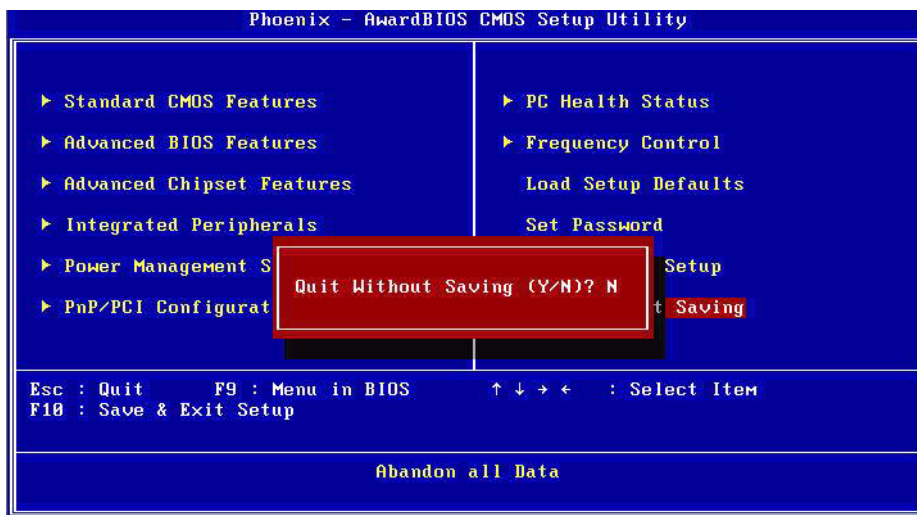 Phoenix - AwardBIOS CMOS Setup Utility
Standard CMOS Features
Advanced BIOS Features
Advanced Chipset Features
Integrated Peripherals
Power Management S
PnP/PCI Configurat
PC Health Status
Frequency Control
Load Setup Defaults
Set Password
Setup
t Saving
Quit Without Saving (Y/N)? N
Esc : Quit F9 : Menu in BIOS ↑ ↓ → ← : Select Item
F10 : Save & Exit Setup
Abandon all Data